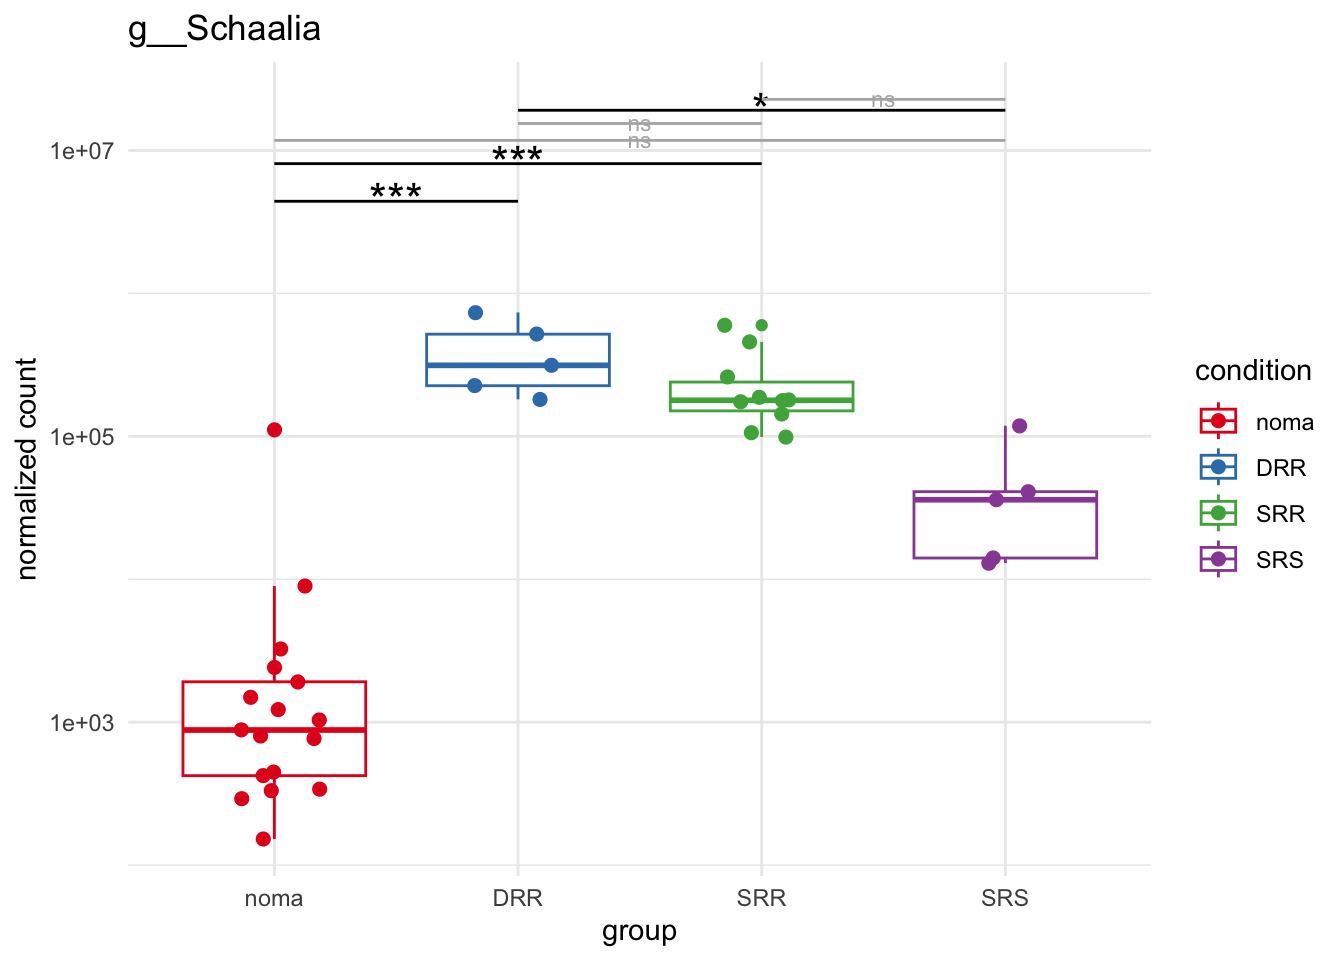 g__Schaalia
ns
*
ns
ns
***
***
1e+07
1e+05
1e+03
normalized count
noma
DRR
SRR
SRS
group
condition
noma
DRR
SRR
SRS